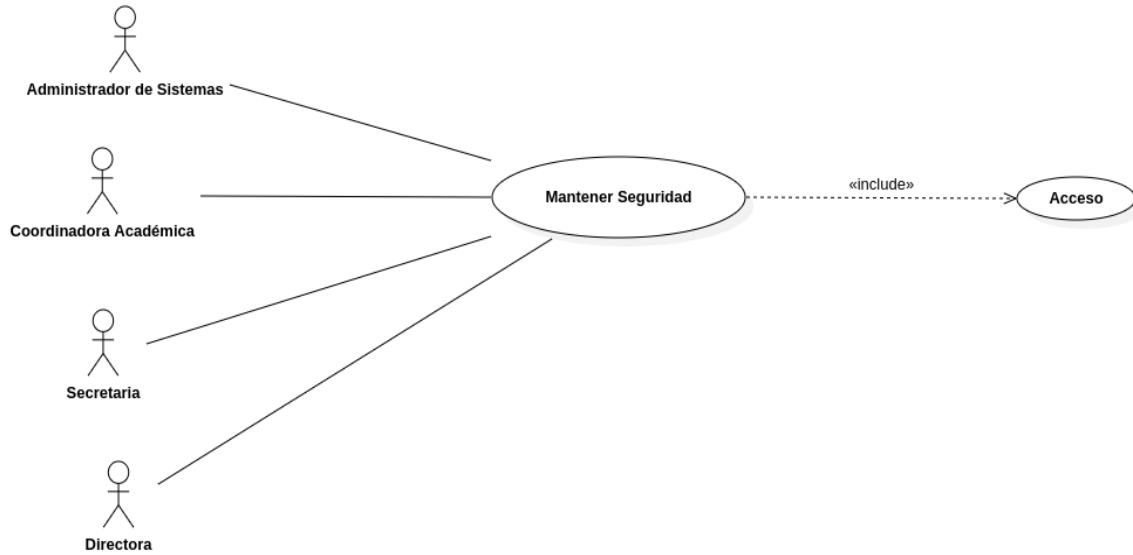 Administrador de Sistemas
Coordinadora Académica
Secretaria
Directora
Mantener Seguridad
«include»
Acceso